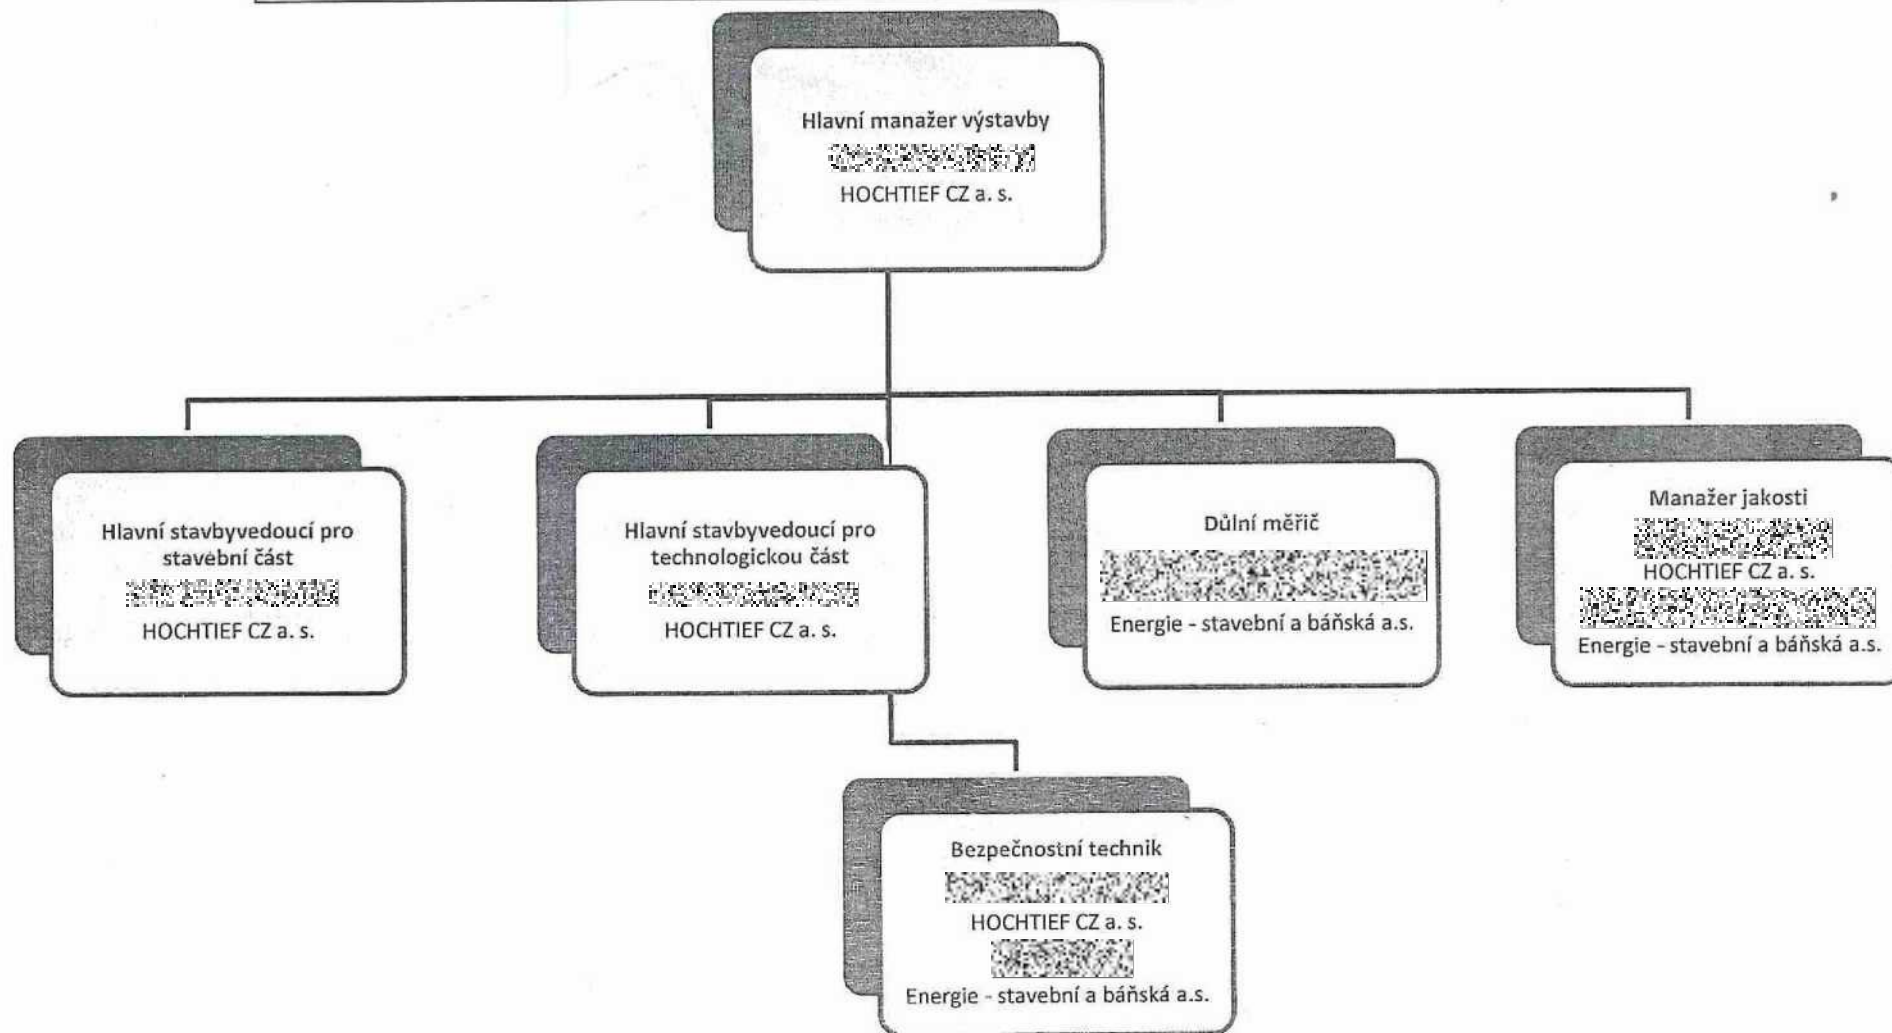 Hlavní manažer výstavby
HOCHTIEF CZ a. s.
Hlavní stavbyvedoucí pro
stavební část
HOCHTIEF CZ a. s.
Hlavní stavbyvedoucí pro
technologickou část
HOCHTIEF CZ a. s.
Důlní měřič
Energie - stavební a báňská a.s.
Manažer jakosti
HOCHTIEF CZ a. s.
Energie - stavební a báňská a.s.
Bezpečnostní technik
HOCHTIEF CZ a. s.
Energie - stavební a báňská a.s.